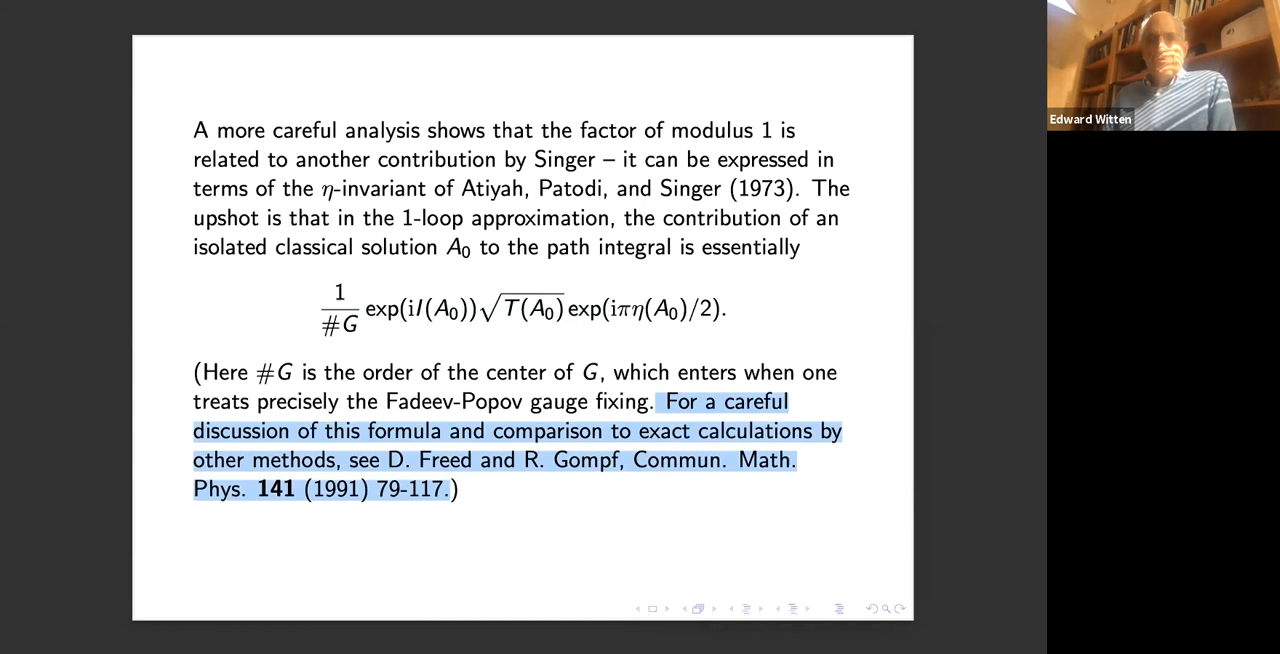 A more careful analysis shows that the factor of modulus 1 is
related to another contribution by Singer – it can be expressed in
terms of the η-invariant of Atiyah, Patodi, and Singer (1973). The
upshot is that in the 1-loop approximation, the contribution of an
isolated classical solution A₀ to the path integral is essentially
1/#G exp(iI(A₀))√T(A₀) exp(iπη(A₀)/2).
(Here #G is the order of the center of G, which enters when one
treats precisely the Fadeev-Popov gauge fixing. For a careful
discussion of this formula and comparison to exact calculations by
other methods, see D. Freed and R. Gompf, Commun. Math.
Phys. 141 (1991) 79-117.)
Edward Witten